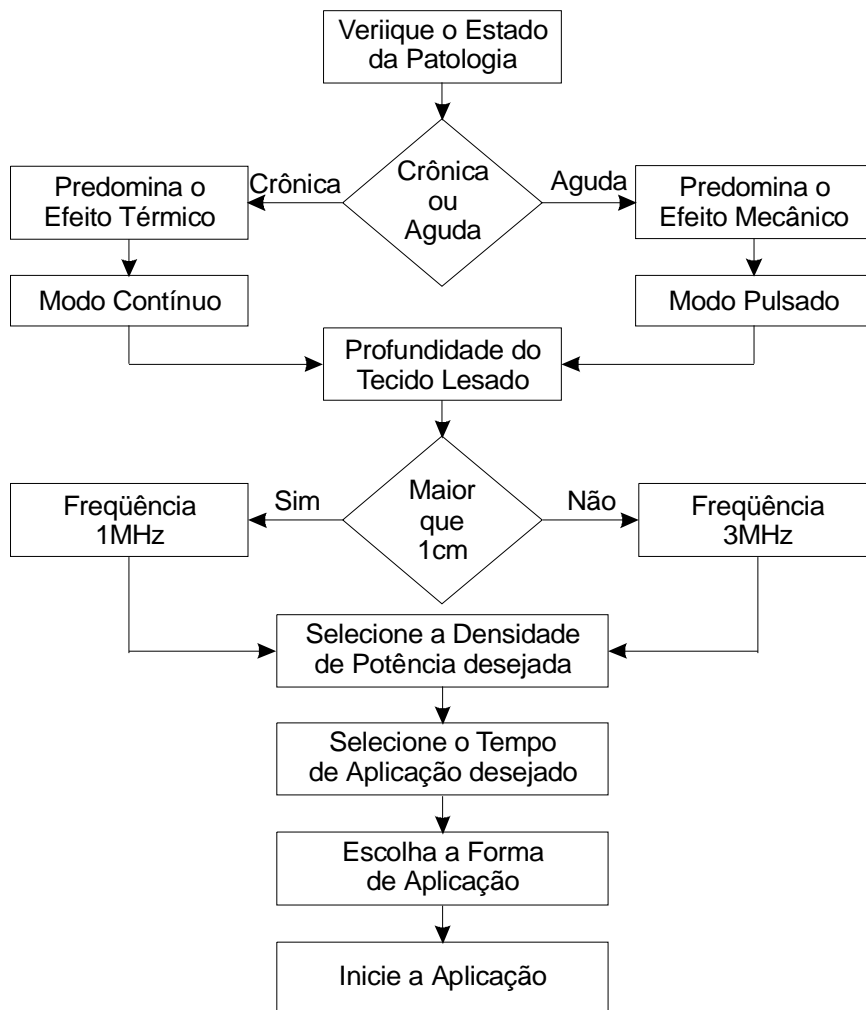 Veriique o Estado
da Patologia
Crônica
ou
Aguda
Crônica
Aguda
Predomina o
Efeito Térmico
Predomina o
Efeito Mecânico
Modo Contínuo
Modo Pulsado
Profundidade do
Tecido Lesado
Maior
que
1cm
Sim
Não
Freqüência
1MHz
Freqüência
3MHz
Selecione a Densidade
de Potência desejada
Selecione o Tempo
de Aplicação desejado
Escolha a Forma
de Aplicação
Inicie a Aplicação